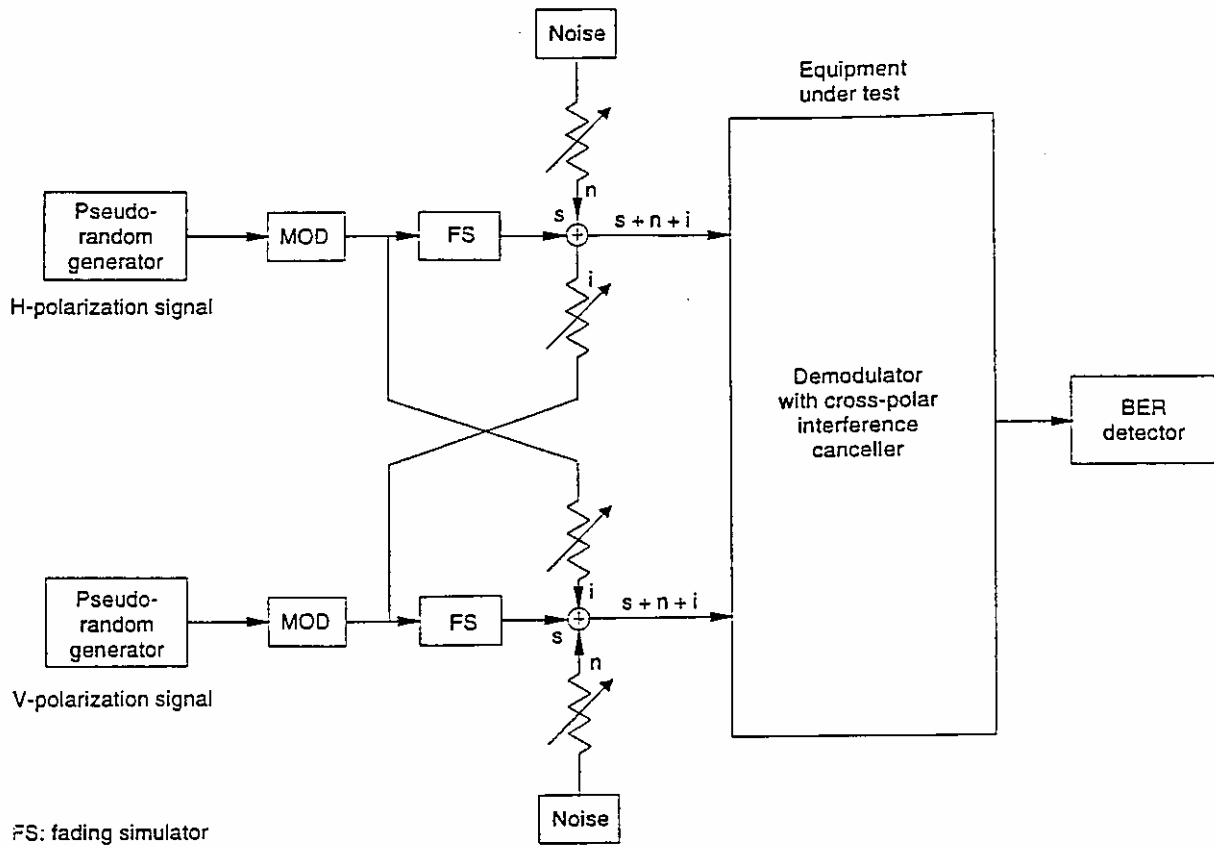 Noise
Equipment
under test
n
s
+
s + n + i
Pseudo-
random
generator
MOD
FS
i
H-polarization signal
Demodulator
with cross-polar
interference
canceller
BER
detector
Pseudo-
random
generator
MOD
FS
i
s
+
s + n + i
n
V-polarization signal
Noise
FS: fading simulator